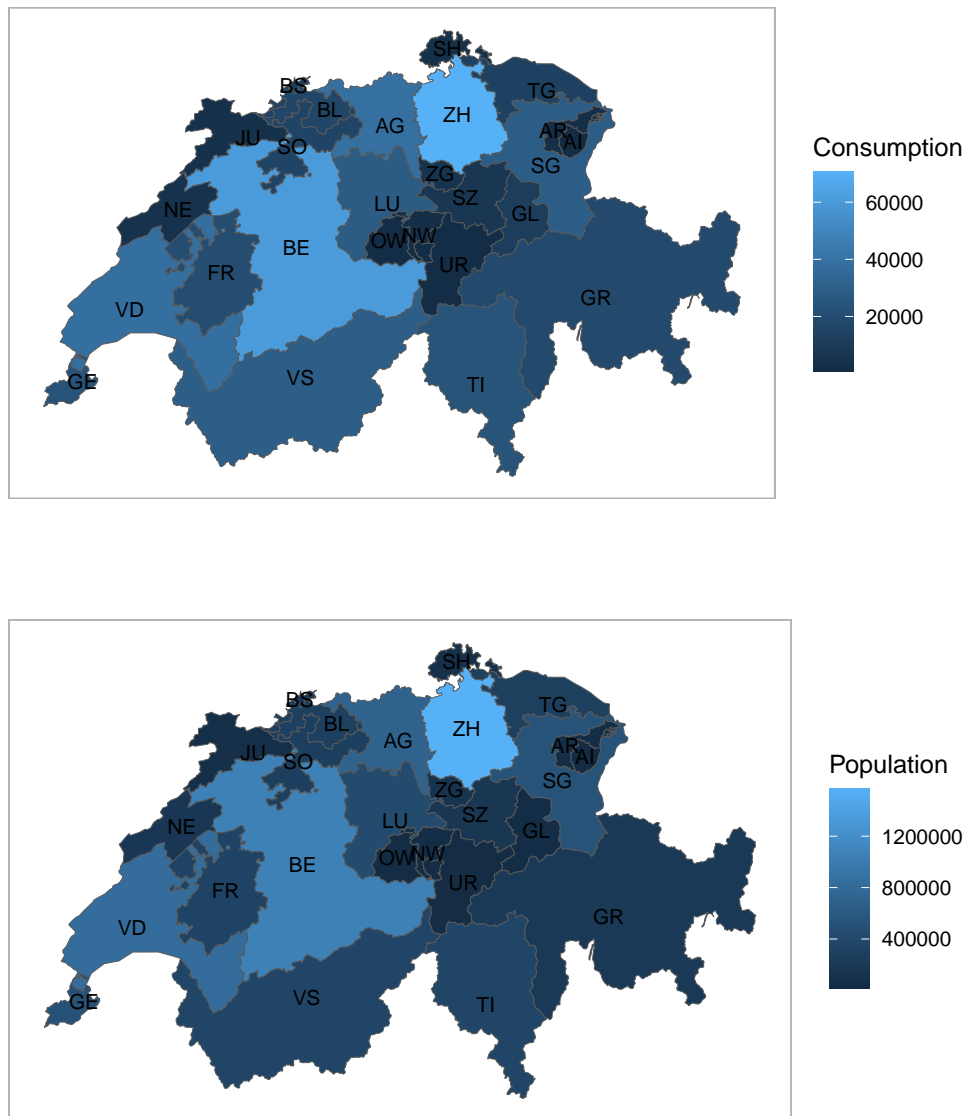 SH
BS
TG
BL
ZH
AG
AR
AI
JU
SO
SG
ZG
NE
LU
SZ
GL
OW
NW
BE
UR
FR
GR
VD
VS
TI
GE
Consumption
60000
40000
20000
SH
BS
TG
BL
ZH
AG
AR
AI
JU
SO
SG
ZG
NE
LU
SZ
GL
OW
NW
BE
UR
FR
GR
VD
VS
TI
GE
Population
1200000
800000
400000